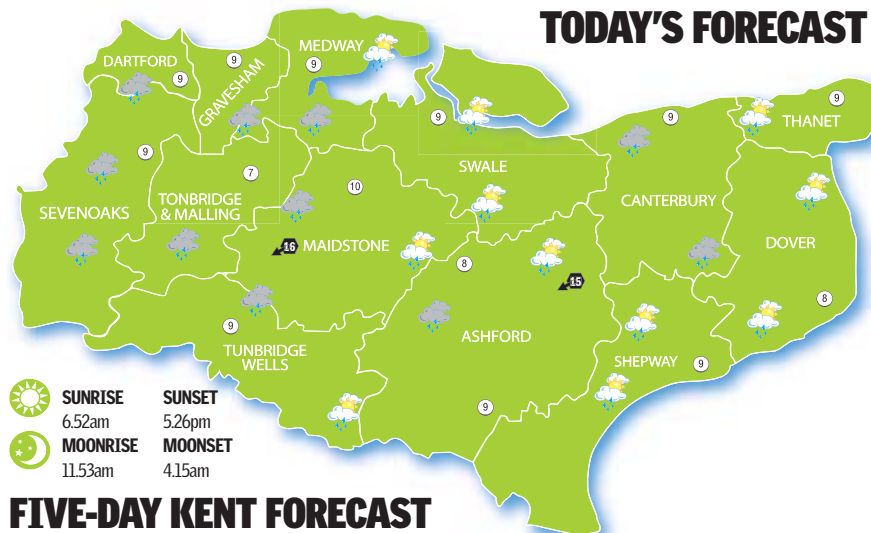 TODAY'S FORECAST
MEDWAY
DARTFORD
GRAVESHAM
9
9
9
9
9
9
THANET
9
7
10
SWALE
SEVENOAKS
TONBRIDGE
& MALLING
CANTERBURY
16
MAIDSTONE
DOVER
8
15
8
9
TUNBRIDGE
WELLS
ASHFORD
SHEPWAY
9
9
SUNRISE SUNSET
6.52am 5.26pm
MOONRISE MOONSET
11.53am 4.15am
FIVE-DAY KENT FORECAST